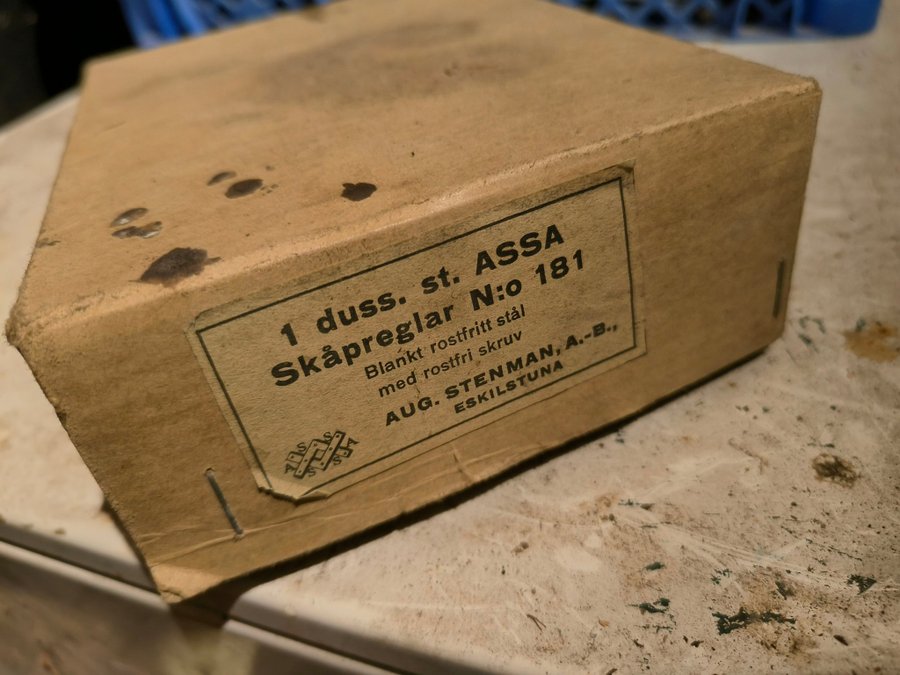 1 duss. st. ASSA
Skåpreglar N:o 181
Blankt rostfritt stål
med rostfri skruv
AUG. STENMAN, A.-B.,
ESKILSTUNA